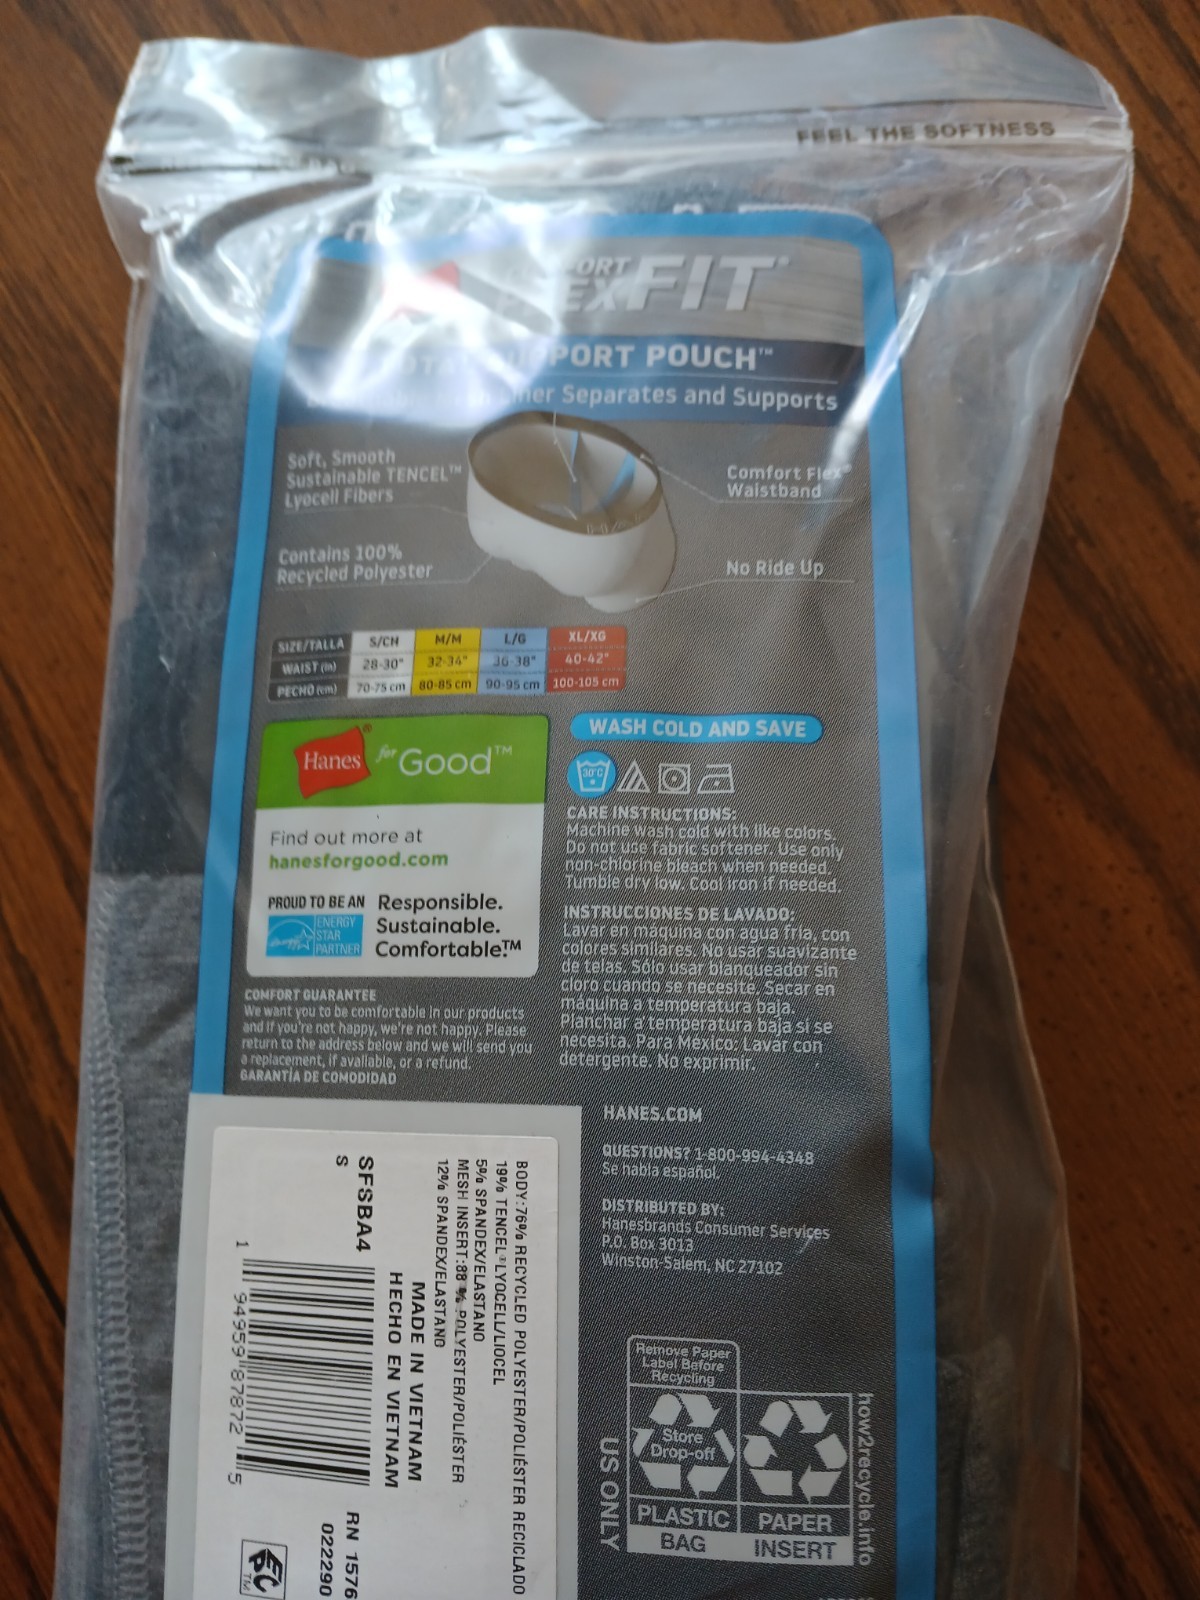 FEEL THE SOFTNESS
FIT
SUPPORT POUCH™
Separates and Supports
Soft, Smooth
Sustainable TENCEL™
Lyocell Fibers
Comfort Flex®
Waistband
Contains 100%
Recycled Polyester
No Ride Up
SIZE/TALLA S/CH M/M L/G XL/XG
WAIST (in) 28-30" 32-34" 36-38" 40-42"
PECHO (cm) 70-75 cm 80-85 cm 90-95 cm 100-105 cm
Hanes® for Good™
Find out more at
hanesforgood.com
PROUD TO BE AN
ENERGY
STAR
PARTNER
Responsible.
Sustainable.
Comfortable.™
WASH COLD AND SAVE
30°C
CARE INSTRUCTIONS:
Machine wash cold with like colors.
Do not use fabric softener. Use only
non-chlorine bleach when needed.
Tumble dry low. Cool iron if needed.
INSTRUCCIONES DE LAVADO:
Lavar en máquina con agua fría, con
colores similares. No usar suavizante
de telas. Sólo usar blanqueador sin
cloro cuando se necesite. Secar en
máquina a temperatura baja.
Planchar a temperatura baja si se
necesita. Para México: Lavar con
detergente. No exprimir.
COMFORT GUARANTEE
We want you to be comfortable in our products
and if you're not happy, we're not happy. Please
return to the address below and we will send you
a replacement, if available, or a refund.
GARANTÍA DE COMODIDAD
HANES.COM
QUESTIONS? 1-800-994-4348
Se habla español.
DISTRIBUTED BY:
Hanesbrands Consumer Services
P.O. Box 3013
Winston-Salem, NC 27102
BODY:76% RECYCLED POLYESTER/POLIÉSTER RECICLADO
19% TENCEL®LYOCELL/LIOCEL
5% SPANDEX/ELASTANO
MESH INSERT:88 % POLYESTER/POLIÉSTER
12% SPANDEX/ELASTANO
MADE IN VIETNAM
HECHO EN VIETNAM
SFSBA4
S
1 94959 87872 5
RN 1576
022290
Remove Paper
Label Before
Recycling
Store
Drop-off
PLASTIC
BAG
PAPER
INSERT
US ONLY
how2recycle.info